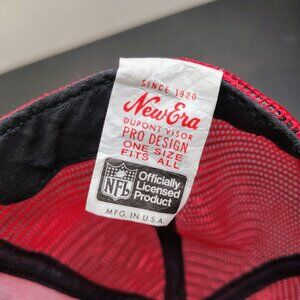 SINCE 1920
New Era
DUPONT VISOR
PRO DESIGN
ONE SIZE
FITS ALL
NFL
Officially
Licensed
Product
MFG. IN U.S.A.